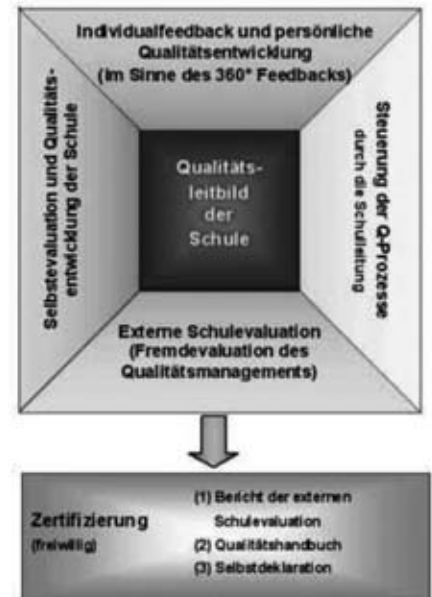 Individualfeedback und persönliche
Qualitätsentwicklung
(im Sinne des 360° Feedbacks)
Selbstevaluation und Qualitäts-
entwicklung der Schule
Qualitäts-
leitbild
der
Schule
Steuerung der Q-Prozesse
durch die Schulleitung
Externe Schulevaluation
(Fremdevaluation des
Qualitätsmanagements)
Zertifizierung
(freiwillig)
(1) Bericht der externen
Schulevaluation
(2) Qualitätshandbuch
(3) Selbstdeklaration